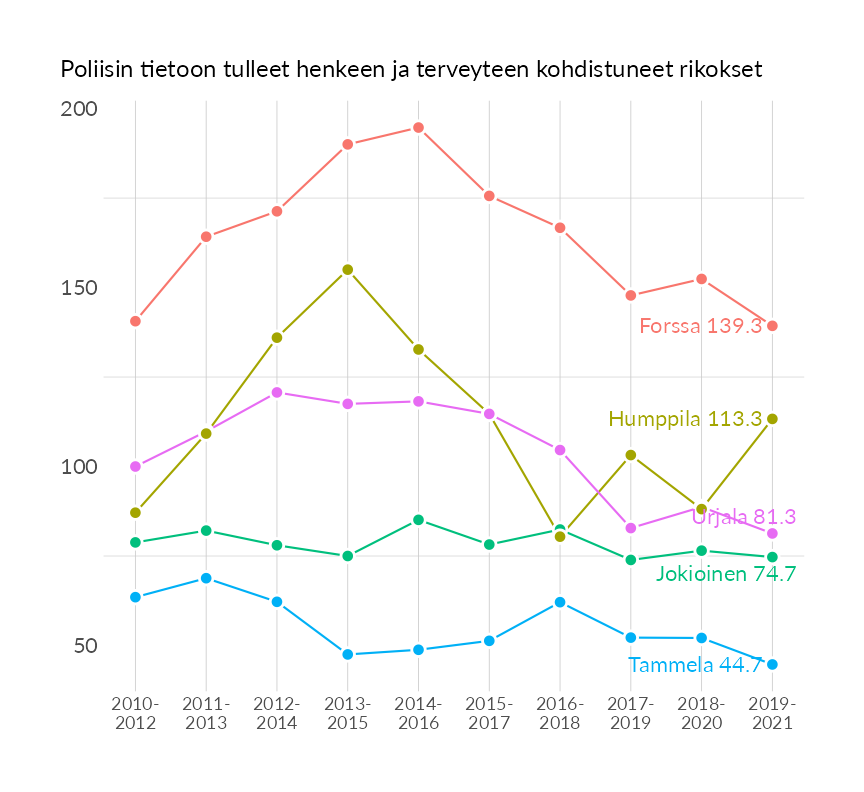 Poliisin tietoon tulleet henkeen ja terveyteen kohdistuneet rikokset
200
150
100
50
Forssa 139.3
Humppila 113.3
Urjala 81.3
Jokioinen 74.7
Tammela 44.7
2010- 2011- 2012- 2013- 2014- 2015- 2016- 2017- 2018- 2019-
2012 2013 2014 2015 2016 2017 2018 2019 2020 2021